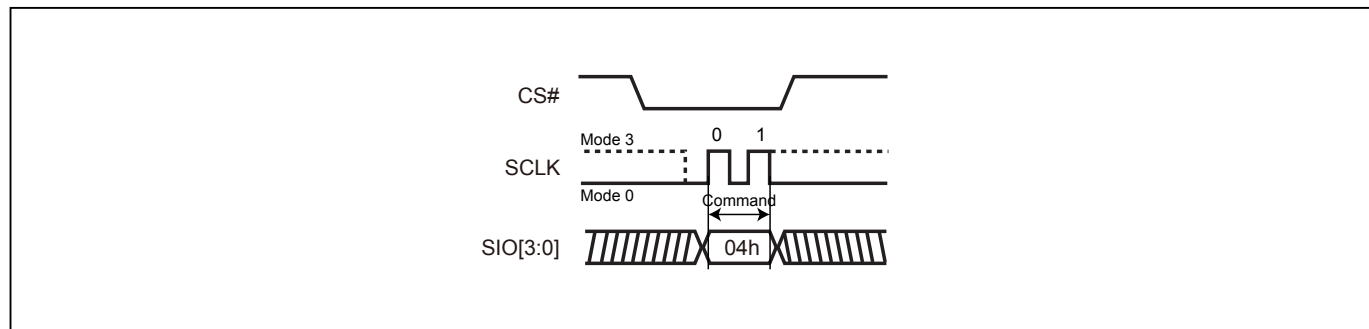 CS#
Mode 3
0 1
SCLK
Mode 0
Command
SIO[3:0]
04h